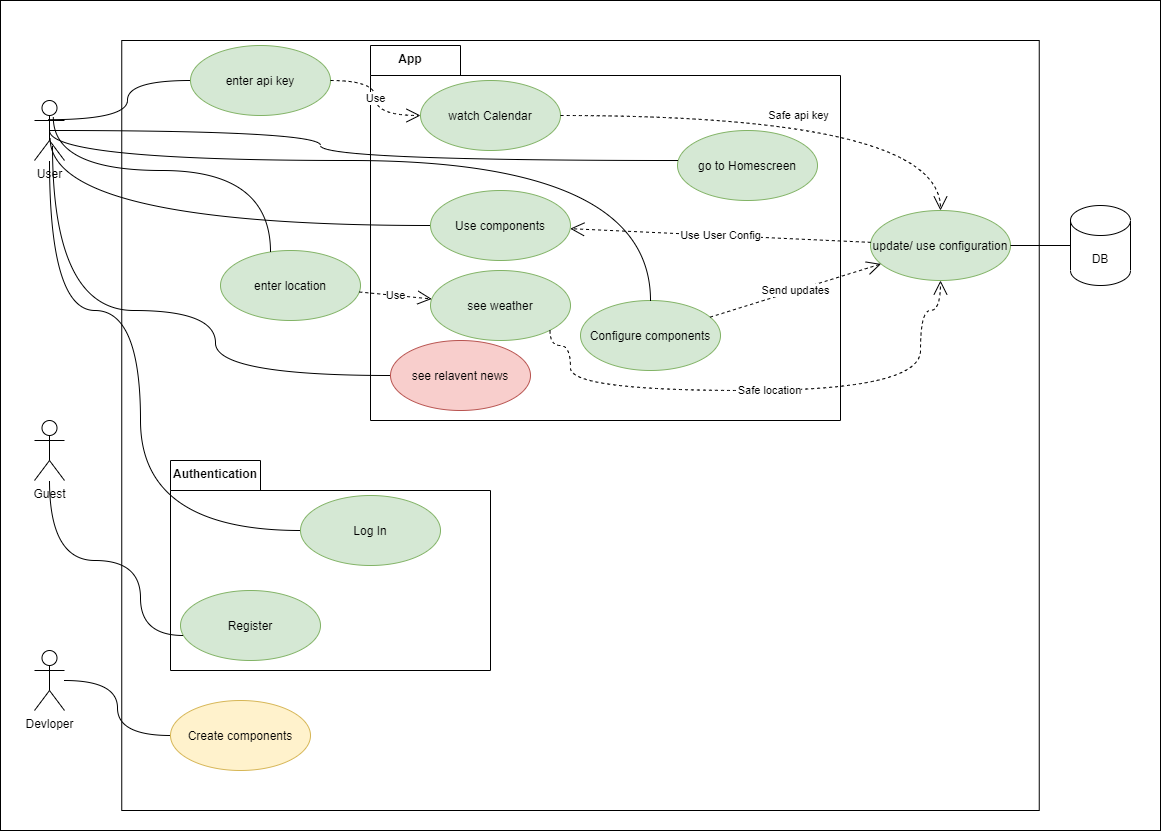 App
enter api key
Use
watch Calendar
Safe api key
User
go to Homescreen
Use components
Use User Config
update/ use configuration
DB
enter location
Use
see weather
Send updates
Configure components
see relavent news
Safe location
Guest
Authentication
Log In
Register
Devloper
Create components